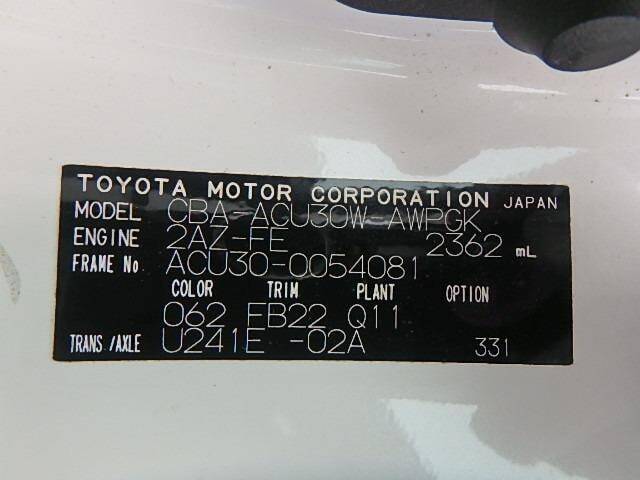 TOYOTA MOTOR CORPORATION JAPAN
MODEL CBA-ACU30W-AWPGK
ENGINE 2AZ-FE 2362 mL
FRAME No ACU30-0054081
COLOR TRIM PLANT OPTION
062 FB22 Q11
TRANS/AXLE U241E -02A 331